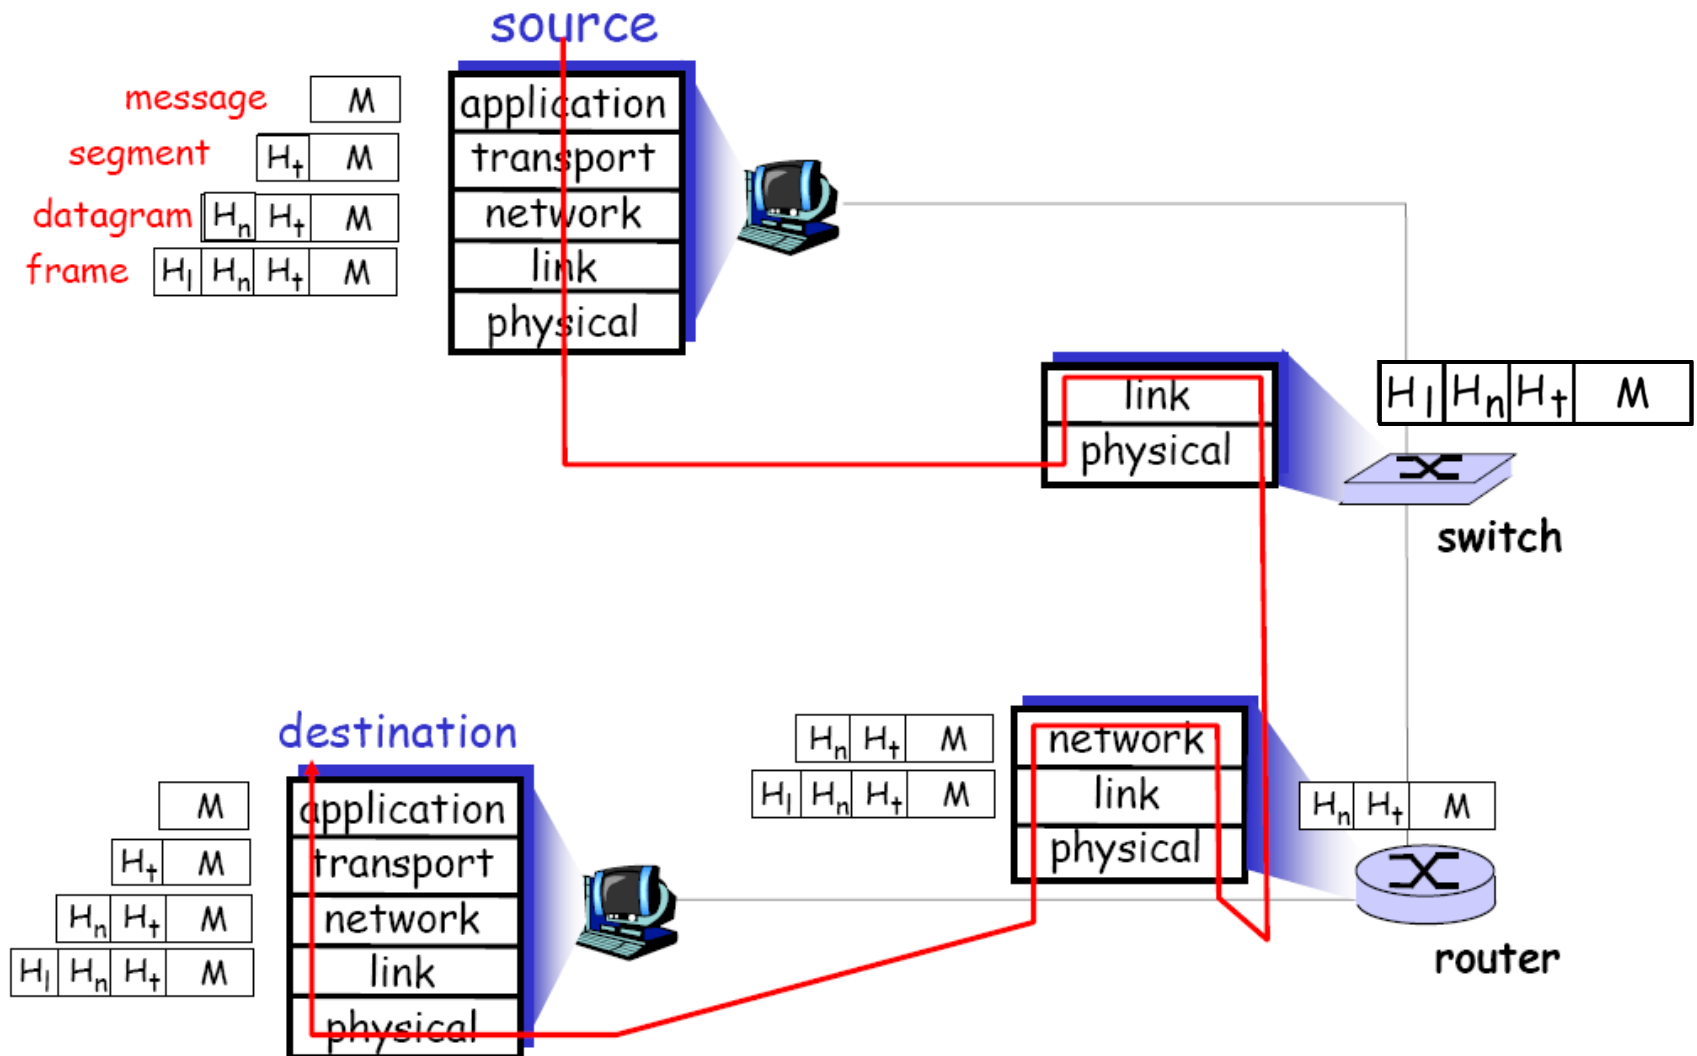 source
message M
segment Ht M
datagram Hn Ht M
frame Hl Hn Ht M
application
transport
network
link
physical
link
physical
Hl Hn Ht M
switch
destination
M
Ht M
Hn Ht M
Hl Hn Ht M
application
transport
network
link
physical
Hn Ht M
Hl Hn Ht M
network
link
physical
Hn Ht M
router